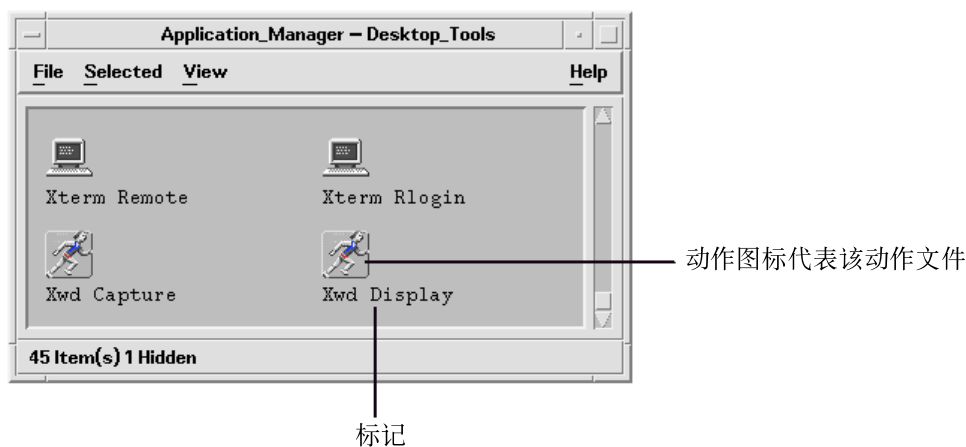 Application_Manager – Desktop_Tools
File Selected View Help
Xterm Remote Xterm Rlogin
Xwd Capture Xwd Display
动作图标代表该动作文件
45 Item(s) 1 Hidden
标记